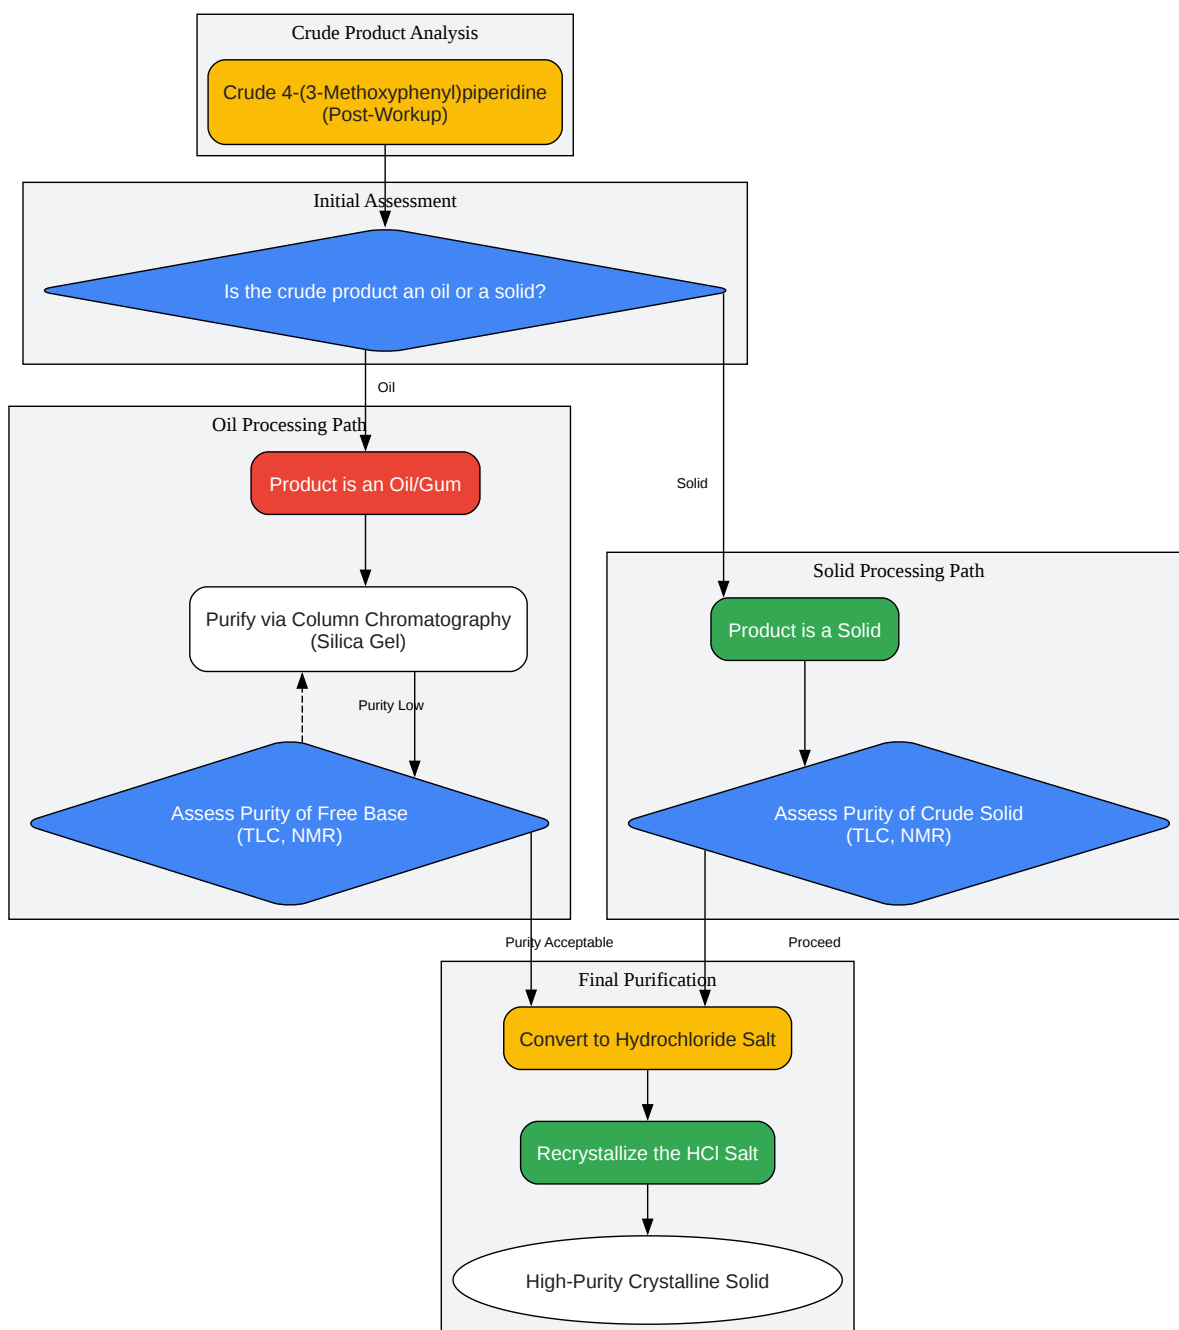 Crude Product Analysis
Crude 4-(3-Methoxyphenyl)piperidine
(Post-Workup)
Initial Assessment
Is the crude product an oil or a solid?
Oil
Oil Processing Path
Product is an Oil/Gum
Solid
Purify via Column Chromatography
(Silica Gel)
Solid Processing Path
Product is a Solid
Purity Low
Assess Purity of Free Base
(TLC, NMR)
Assess Purity of Crude Solid
(TLC, NMR)
Purity Acceptable
Proceed
Final Purification
Convert to Hydrochloride Salt
Recrystallize the HCl Salt
High-Purity Crystalline Solid